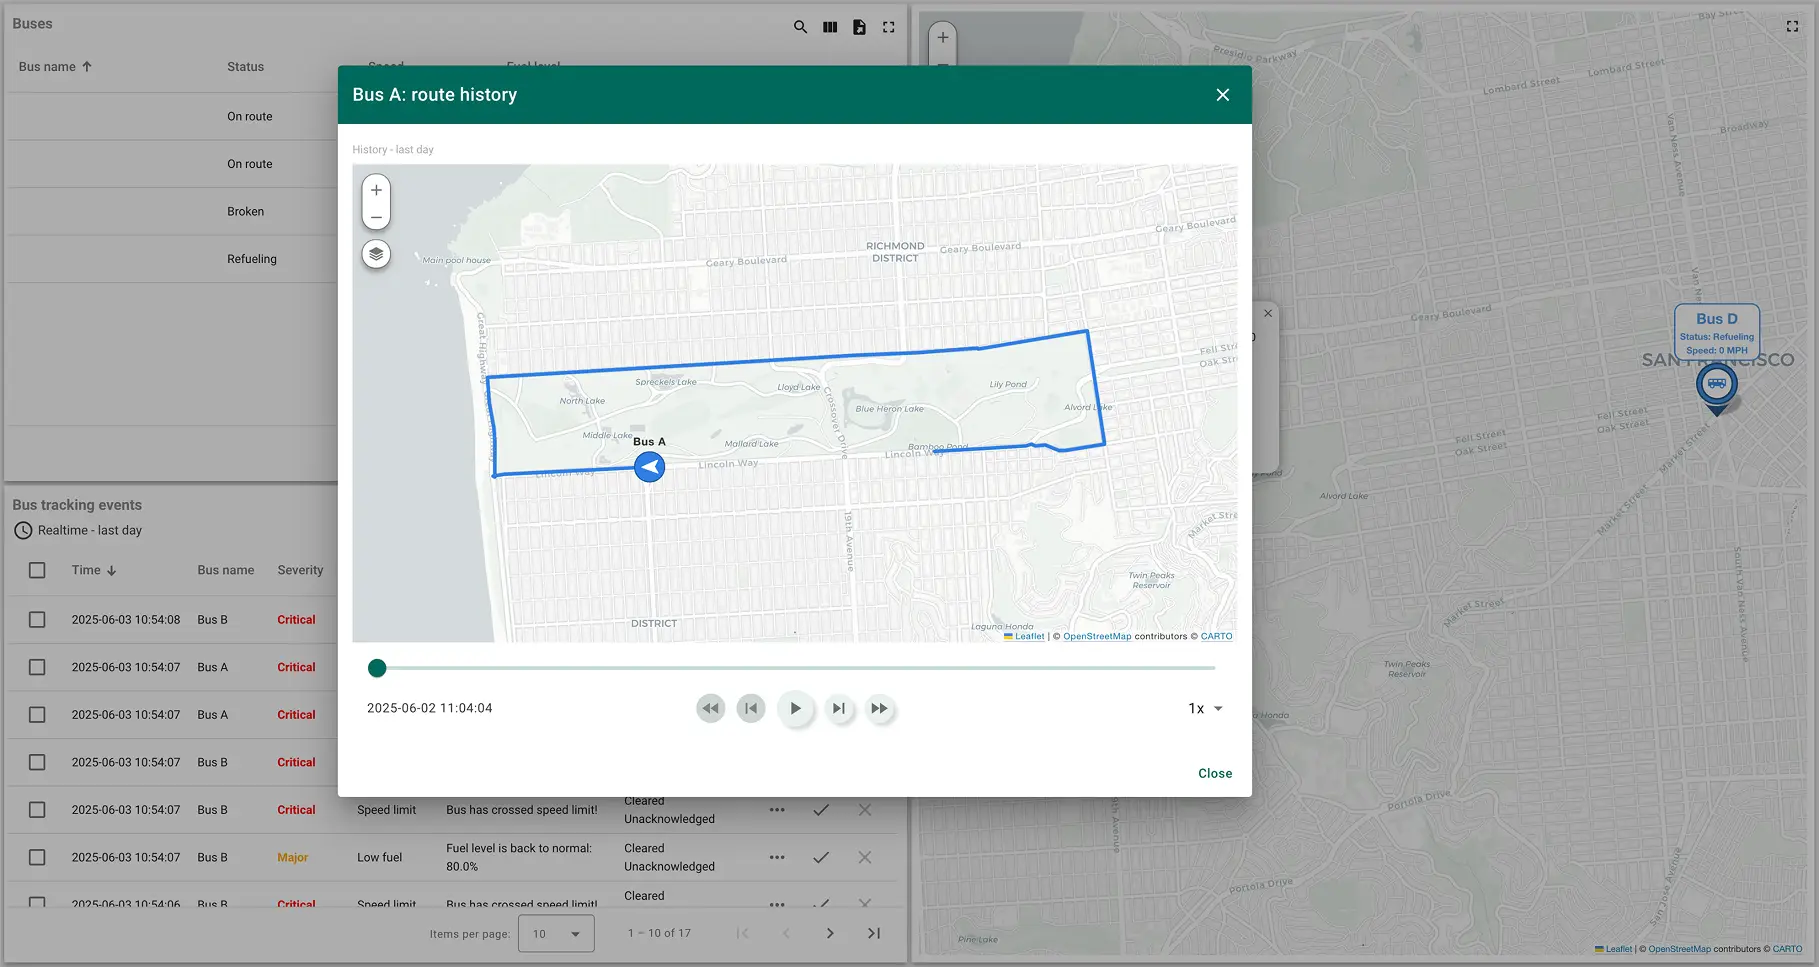 Buses
Bus name
Status
On route
On route
Broken
Refueling
Bus A: route history
History - last day
+
−
Main pool house
Great Highway
RICHMOND
DISTRICT
Geary Boulevard
Geary Boulevard
Geary Boulevard
Fell Str
Oak Str
Spreckels Lake
Lloyd Lake
Lily Pond
North Lake
Blue Heron Lake
Alvord Lake
Crossover Drive
Middle Lake
Bus A
Mallard Lake
Bamboo Pond
Lincoln Way
Lincoln Way
Lincoln Way
19th Avenue
Market Stre
Twin Peaks
Reservoir
DISTRICT
Laguna Honda
Leaflet | © OpenStreetMap contributors © CARTO
2025-06-02 11:04:04
1x
Close
Bus tracking events
Realtime - last day
Time
Bus name
Severity
2025-06-03 10:54:08 Bus B Critical
2025-06-03 10:54:07 Bus A Critical
2025-06-03 10:54:07 Bus A Critical
2025-06-03 10:54:07 Bus B Critical
2025-06-03 10:54:07 Bus B Critical Speed limit Bus has crossed speed limit! Cleared
Unacknowledged
2025-06-03 10:54:07 Bus B Major Low fuel Fuel level is back to normal:
80.0%
Cleared
Unacknowledged
2025-06-03 10:54:06 Bus B Critical Speed limit Bus has crossed speed limit! Cleared
Items per page: 10
1 – 10 of 17
+
Presidio Parkway
Bay Street
Lombard Street
Lombard Street
Broadway
Van Ness Avenue
Geary Boulevard
Bus D
Status: Refueling
Speed: 0 MPH
SAN FRANCISCO
Fell Street
Oak Street
Fell Street
Oak Street
Market Street
Alvord Lake
Market Street
Market Street
South Van Ness Avenue
Twin Peaks
Reservoir
Honda
Portola Drive
Portola Drive
San Jose Avenue
Pine Lake
Leaflet | © OpenStreetMap contributors © CARTO